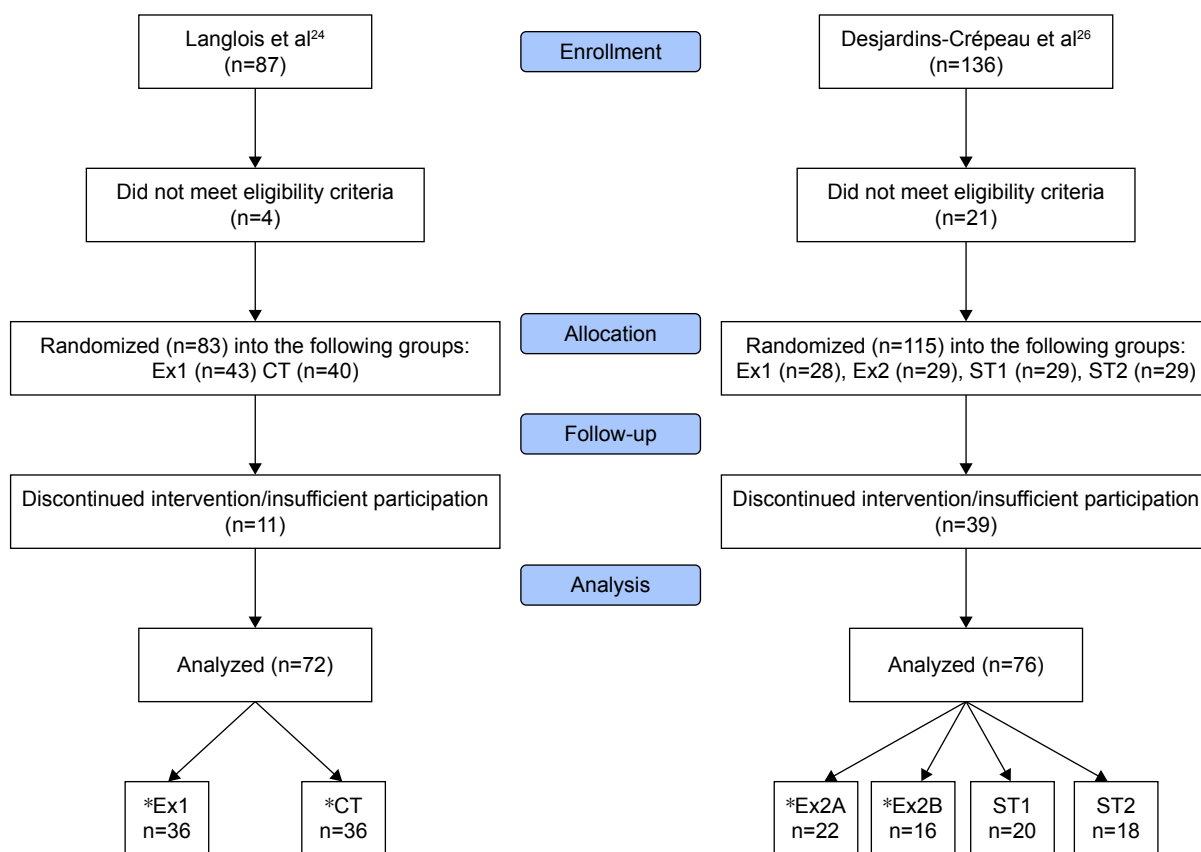 Langlois et al²⁴
(n=87)
Enrollment
Desjardins-Crépeau et al²⁶
(n=136)
Did not meet eligibility criteria
(n=4)
Did not meet eligibility criteria
(n=21)
Allocation
Randomized (n=83) into the following groups:
Ex1 (n=43) CT (n=40)
Randomized (n=115) into the following groups:
Ex1 (n=28), Ex2 (n=29), ST1 (n=29), ST2 (n=29)
Follow-up
Discontinued intervention/insufficient participation
(n=11)
Discontinued intervention/insufficient participation
(n=39)
Analysis
Analyzed (n=72)
Analyzed (n=76)
*Ex1
n=36
*CT
n=36
*Ex2A
n=22
*Ex2B
n=16
ST1
n=20
ST2
n=18